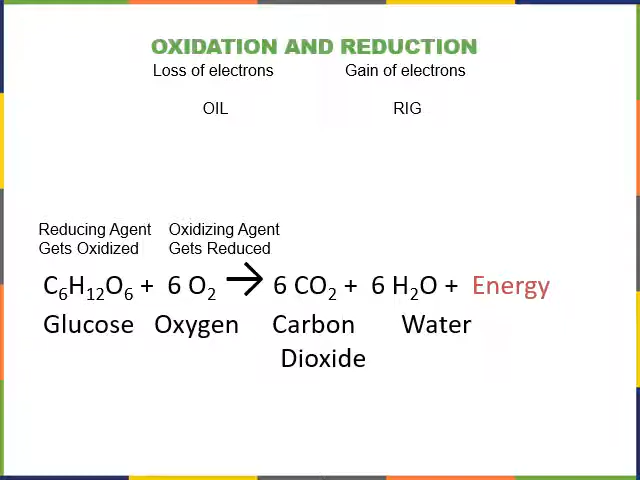 OXIDATION AND REDUCTION
Loss of electrons Gain of electrons
OIL RIG
Reducing Agent Oxidizing Agent
Gets Oxidized Gets Reduced
C₆H₁₂O₆ + 6 O₂ → 6 CO₂ + 6 H₂O + Energy
Glucose Oxygen Carbon Water
Dioxide